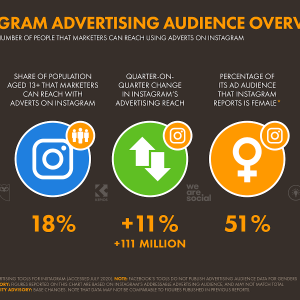 GRAM ADVERTISING AUDIENCE OVERV
NUMBER OF PEOPLE THAT MARKETERS CAN REACH USING ADVERTS ON INSTAGRAM
SHARE OF POPULATION
AGED 13+ THAT MARKETERS
CAN REACH WITH
ADVERTS ON INSTAGRAM
QUARTER-ON-
QUARTER CHANGE
IN INSTAGRAM'S
ADVERTISING REACH
PERCENTAGE OF
ITS AD AUDIENCE
THAT INSTAGRAM
REPORTS IS FEMALE*
we
are.
social
18%
+11%
51%
+111 MILLION
ERTISING TOOLS FOR INSTAGRAM (ACCESSED JULY 2020). NOTE: FACEBOOK'S TOOLS DO NOT PUBLISH ADVERTISING AUDIENCE DATA FOR GENDERS
ORY: FIGURES REPORTED ON THIS CHART ARE BASED ON INSTAGRAM'S ADDRESSABLE ADVERTISING AUDIENCE, AND MAY NOT MATCH TOTAL
ITY ADVISORY: BASE CHANGES. NOTE THAT DATA MAY NOT BE COMPARABLE TO FIGURES PUBLISHED IN PREVIOUS REPORTS.